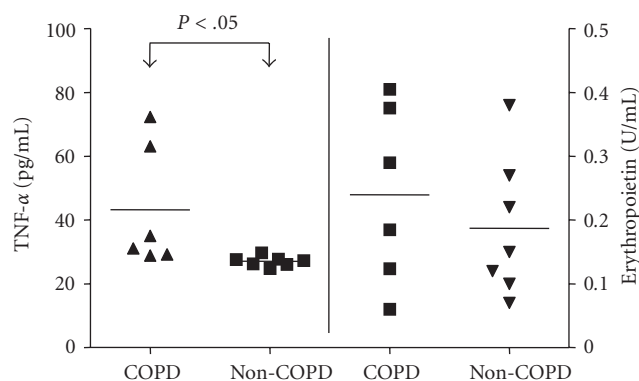 P < .05
TNF-α (pg/mL)
100
80
60
40
20
0
COPD
Non-COPD
COPD
Non-COPD
0.5
0.4
0.3
0.2
0.1
0
Erythropoietin (U/mL)